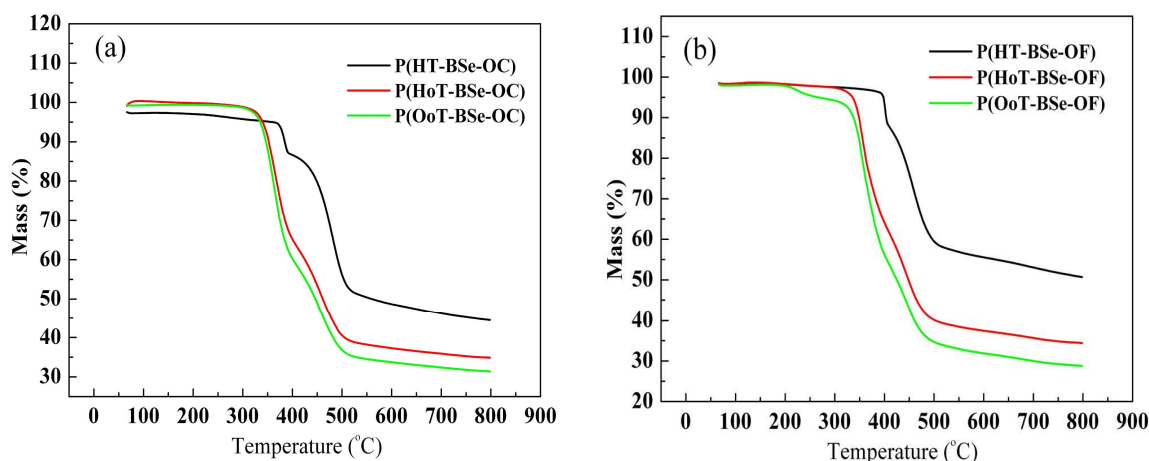 (a)
P(HT-BSe-OC)
P(HoT-BSe-OC)
P(OoT-BSe-OC)
Mass (%)
120
110
100
90
80
70
60
50
40
30
0 100 200 300 400 500 600 700 800 900
Temperature (°C)
(b)
P(HT-BSe-OF)
P(HoT-BSe-OF)
P(OoT-BSe-OF)
Mass (%)
110
100
90
80
70
60
50
40
30
20
0 100 200 300 400 500 600 700 800 900
Temperature (°C)